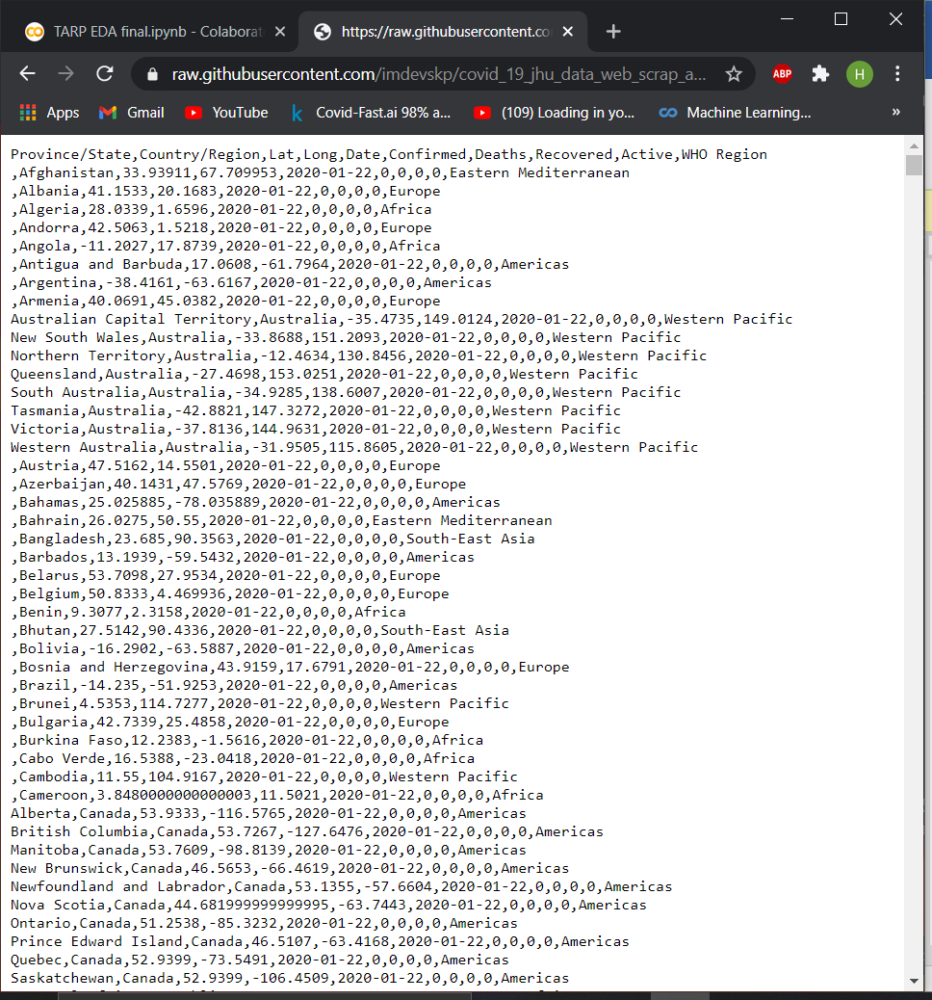 TARP EDA final.ipynb - Colaborat
https://raw.githubusercontent.co
raw.githubusercontent.com/imdevskp/covid_19_jhu_data_web_scrap_a...
ABP
H
Apps
Gmail
YouTube
k
Covid-Fast.ai 98% a...
(109) Loading in yo...
Machine Learning...
»
Province/State,Country/Region,Lat,Long,Date,Confirmed,Deaths,Recovered,Active,WHO Region
,Afghanistan,33.93911,67.709953,2020-01-22,0,0,0,0,Eastern Mediterranean
,Albania,41.1533,20.1683,2020-01-22,0,0,0,0,Europe
,Algeria,28.0339,1.6596,2020-01-22,0,0,0,0,Africa
,Andorra,42.5063,1.5218,2020-01-22,0,0,0,0,Europe
,Angola,-11.2027,17.8739,2020-01-22,0,0,0,0,Africa
,Antigua and Barbuda,17.0608,-61.7964,2020-01-22,0,0,0,0,Americas
,Argentina,-38.4161,-63.6167,2020-01-22,0,0,0,0,Americas
,Armenia,40.0691,45.0382,2020-01-22,0,0,0,0,Europe
Australian Capital Territory,Australia,-35.4735,149.0124,2020-01-22,0,0,0,0,Western Pacific
New South Wales,Australia,-33.8688,151.2093,2020-01-22,0,0,0,0,Western Pacific
Northern Territory,Australia,-12.4634,130.8456,2020-01-22,0,0,0,0,Western Pacific
Queensland,Australia,-27.4698,153.0251,2020-01-22,0,0,0,0,Western Pacific
South Australia,Australia,-34.9285,138.6007,2020-01-22,0,0,0,0,Western Pacific
Tasmania,Australia,-42.8821,147.3272,2020-01-22,0,0,0,0,Western Pacific
Victoria,Australia,-37.8136,144.9631,2020-01-22,0,0,0,0,Western Pacific
Western Australia,Australia,-31.9505,115.8605,2020-01-22,0,0,0,0,Western Pacific
,Austria,47.5162,14.5501,2020-01-22,0,0,0,0,Europe
,Azerbaijan,40.1431,47.5769,2020-01-22,0,0,0,0,Europe
,Bahamas,25.025885,-78.035889,2020-01-22,0,0,0,0,Americas
,Bahrain,26.0275,50.55,2020-01-22,0,0,0,0,Eastern Mediterranean
,Bangladesh,23.685,90.3563,2020-01-22,0,0,0,0,South-East Asia
,Barbados,13.1939,-59.5432,2020-01-22,0,0,0,0,Americas
,Belarus,53.7098,27.9534,2020-01-22,0,0,0,0,Europe
,Belgium,50.8333,4.469936,2020-01-22,0,0,0,0,Europe
,Benin,9.3077,2.3158,2020-01-22,0,0,0,0,Africa
,Bhutan,27.5142,90.4336,2020-01-22,0,0,0,0,South-East Asia
,Bolivia,-16.2902,-63.5887,2020-01-22,0,0,0,0,Americas
,Bosnia and Herzegovina,43.9159,17.6791,2020-01-22,0,0,0,0,Europe
,Brazil,-14.235,-51.9253,2020-01-22,0,0,0,0,Americas
,Brunei,4.5353,114.7277,2020-01-22,0,0,0,0,Western Pacific
,Bulgaria,42.7339,25.4858,2020-01-22,0,0,0,0,Europe
,Burkina Faso,12.2383,-1.5616,2020-01-22,0,0,0,0,Africa
,Cabo Verde,16.5388,-23.0418,2020-01-22,0,0,0,0,Africa
,Cambodia,11.55,104.9167,2020-01-22,0,0,0,0,Western Pacific
,Cameroon,3.8480000000000003,11.5021,2020-01-22,0,0,0,0,Africa
Alberta,Canada,53.9333,-116.5765,2020-01-22,0,0,0,0,Americas
British Columbia,Canada,53.7267,-127.6476,2020-01-22,0,0,0,0,Americas
Manitoba,Canada,53.7609,-98.8139,2020-01-22,0,0,0,0,Americas
New Brunswick,Canada,46.5653,-66.4619,2020-01-22,0,0,0,0,Americas
Newfoundland and Labrador,Canada,53.1355,-57.6604,2020-01-22,0,0,0,0,Americas
Nova Scotia,Canada,44.681999999999995,-63.7443,2020-01-22,0,0,0,0,Americas
Ontario,Canada,51.2538,-85.3232,2020-01-22,0,0,0,0,Americas
Prince Edward Island,Canada,46.5107,-63.4168,2020-01-22,0,0,0,0,Americas
Quebec,Canada,52.9399,-73.5491,2020-01-22,0,0,0,0,Americas
Saskatchewan,Canada,52.9399,-106.4509,2020-01-22,0,0,0,0,Americas